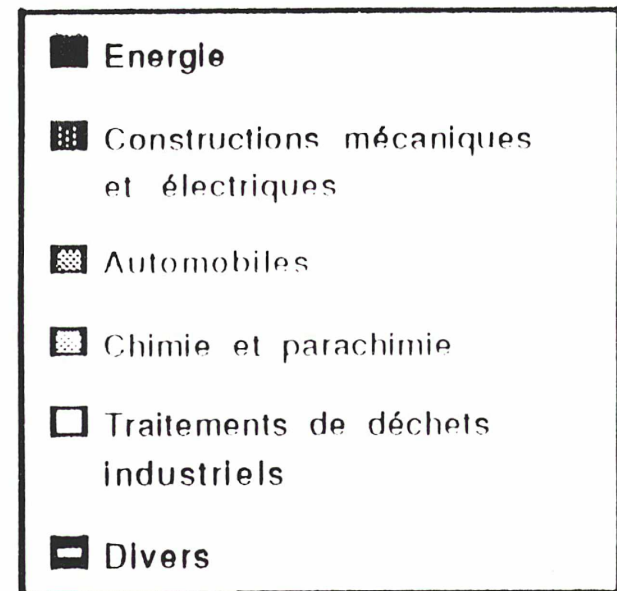 Energie
Constructions mécaniques
et électriques
Automobiles
Chimie et parachimie
Traitements de déchets
industriels
Divers